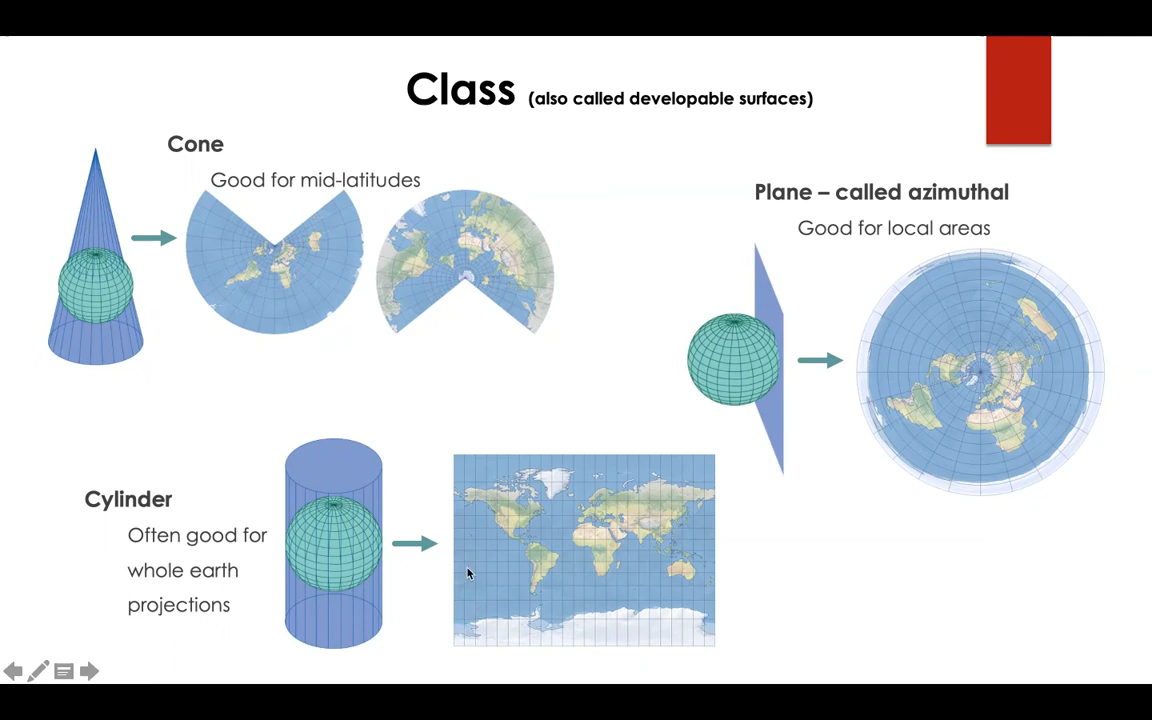 Class (also called developable surfaces)
Cone
Good for mid-latitudes
Plane – called azimuthal
Good for local areas
Cylinder
Often good for
whole earth
projections